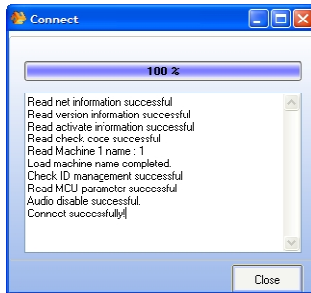 Connect
100 %
Read net information successful
Read version information successful
Read activate information successful
Read check code successful
Read Machine 1 name : 1
Load machine name completed.
Check ID management successful
Read MCU parameter successful
Audio disable successful.
Connect successfully!
Close